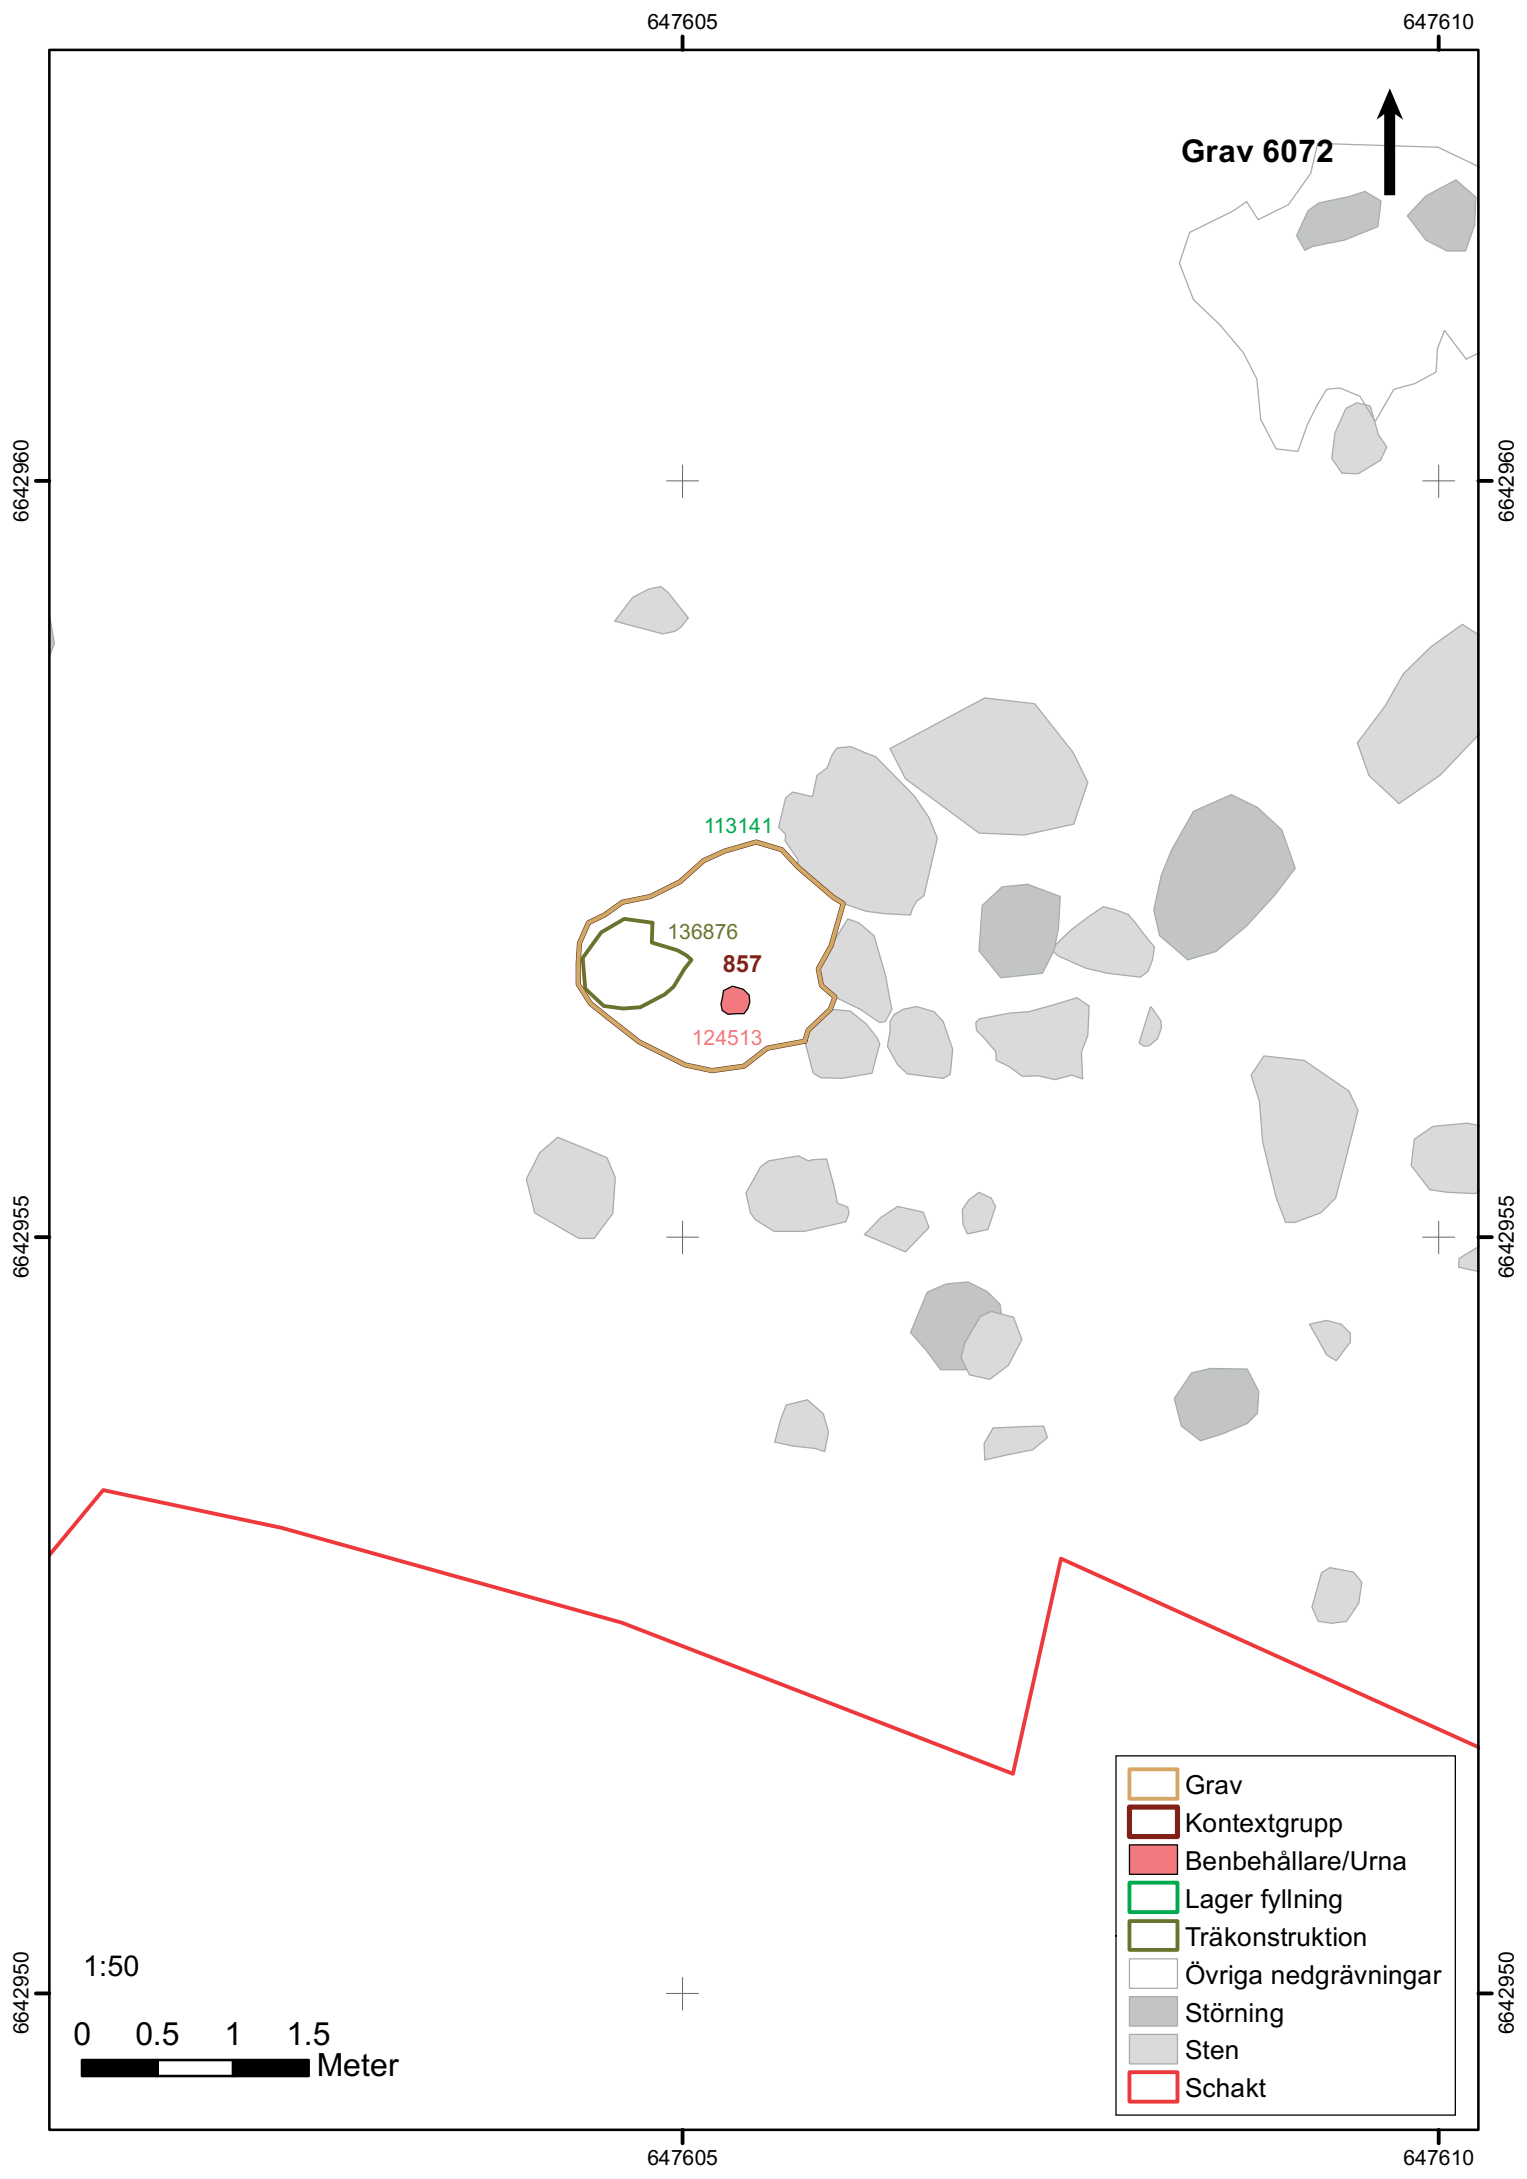 647605
647610
Grav 6072
6642960
6642960
113141
136876
857
124513
6642955
6642955
Grav
Kontextgrupp
Benbehållare/Urna
Lager fyllning
Träkonstruktion
Övriga nedgrävningar
Störning
Sten
Schakt
6642950
6642950
1:50
0 0.5 1 1.5
Meter
647605
647610